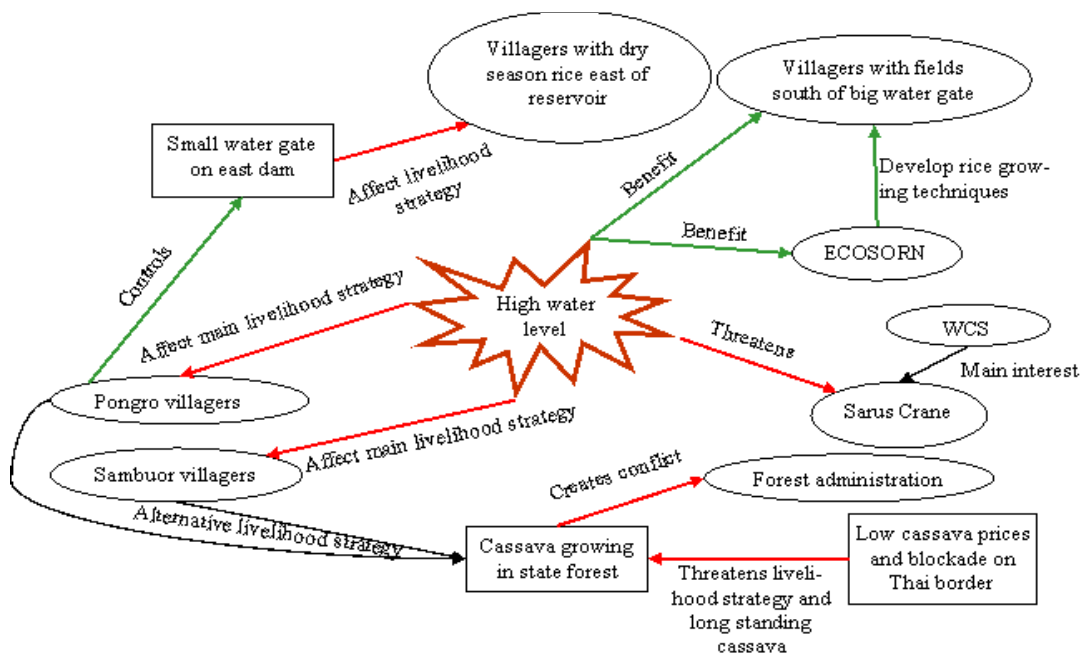 Villagers with dry
season rice east of
reservoir
Villagers with fields
south of big water gate
Small water gate
on east dam
Affect livelihood
strategy
Benefit
Develop rice grow-
ing techniques
Controls
Benefit
ECOSORN
Affect main livelihood strategy
High water
level
Threatens
WCS
Main interest
Pongro villagers
Sarus Crane
Affect main livelihood strategy
Sambuor villagers
Creates conflict
Forest administration
Alternative livelihood strategy
Cassava growing
in state forest
Low cassava prices
and blockade on
Thai border
Threatens liveli-
hood strategy and
long standing
cassava